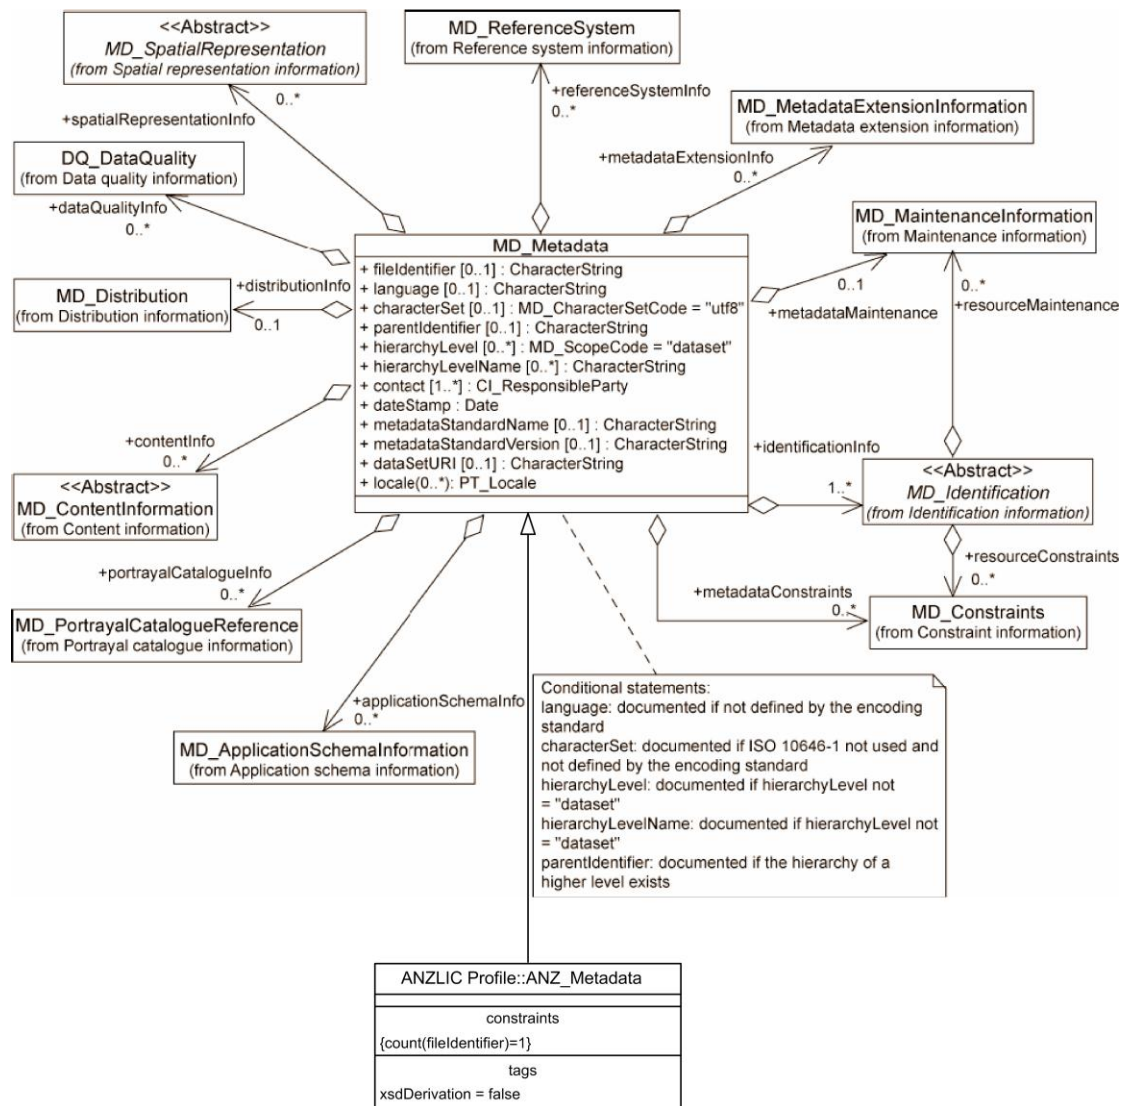 <<Abstract>>
MD_SpatialRepresentation
(from Spatial representation information)
MD_ReferenceSystem
(from Reference system information)
0..*
+spatialRepresentationInfo
+referenceSystemInfo
0..*
MD_MetadataExtensionInformation
(from Metadata extension information)
DQ_DataQuality
(from Data quality information)
+metadataExtensionInfo
0..*
+dataQualityInfo
0..*
MD_MaintenanceInformation
(from Maintenance information)
MD_Metadata
+ fileIdentifier [0..1] : CharacterString
+ language [0..1] : CharacterString
+ characterSet [0..1] : MD_CharacterSetCode = "utf8"
+ parentIdentifier [0..1] : CharacterString
+ hierarchyLevel [0..*] : MD_ScopeCode = "dataset"
+ hierarchyLevelName [0..*] : CharacterString
+ contact [1..*] : CI_ResponsibleParty
+ dateStamp : Date
+ metadataStandardName [0..1] : CharacterString
+ metadataStandardVersion [0..1] : CharacterString
+ dataSetURI [0..1] : CharacterString
+ locale(0..*): PT_Locale
+distributionInfo
MD_Distribution
(from Distribution information)
0..1
0..1
+metadataMaintenance
0..*
+resourceMaintenance
+contentInfo
0..*
<<Abstract>>
MD_ContentInformation
(from Content information)
+identificationInfo
1..*
<<Abstract>>
MD_Identification
(from Identification information)
+portrayalCatalogueInfo
0..*
MD_PortrayalCatalogueReference
(from Portrayal catalogue information)
+resourceConstraints
0..*
+metadataConstraints
0..*
MD_Constraints
(from Constraint information)
+applicationSchemaInfo
0..*
MD_ApplicationSchemaInformation
(from Application schema information)
Conditional statements:
language: documented if not defined by the encoding
standard
characterSet: documented if ISO 10646-1 not used and
not defined by the encoding standard
hierarchyLevel: documented if hierarchyLevel not
= "dataset"
hierarchyLevelName: documented if hierarchyLevel not
= "dataset"
parentIdentifier: documented if the hierarchy of a
higher level exists
ANZLIC Profile::ANZ_Metadata
constraints
{count(fileIdentifier)=1}
tags
xsdDerivation = false